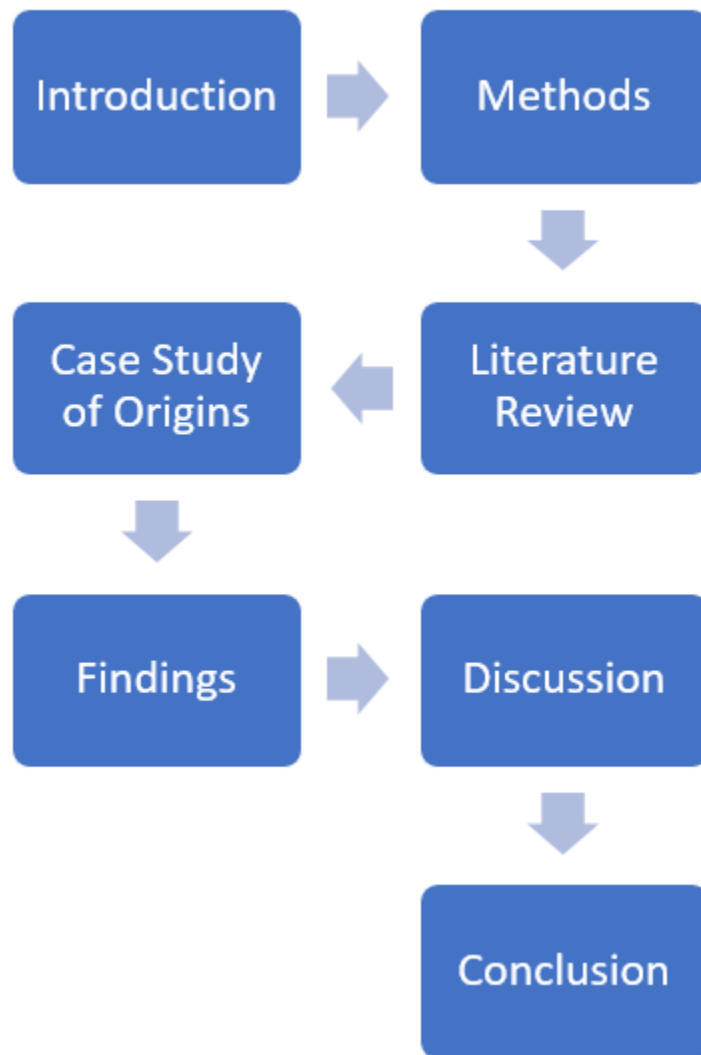 Introduction
Methods
Literature
Review
Case Study
of Origins
Findings
Discussion
Conclusion